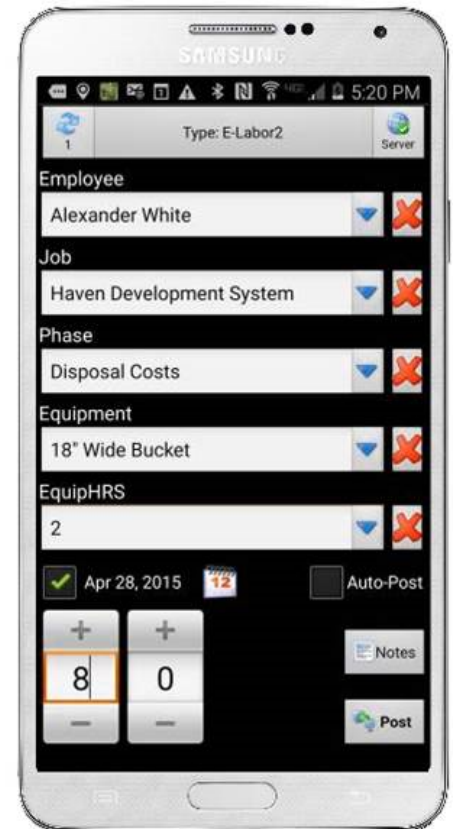 SAMSUNG
5:20 PM
1
Type: E-Labor2
Server
Employee
Alexander White
Job
Haven Development System
Phase
Disposal Costs
Equipment
18" Wide Bucket
EquipHRS
2
Apr 28, 2015
12
Auto-Post
+ +
8 0
Notes
- -
Post